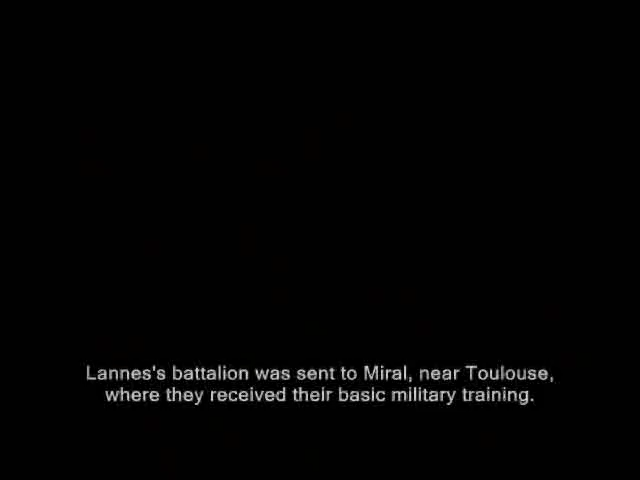 Lannes's battalion was sent to Miral, near Toulouse,
where they received their basic military training.